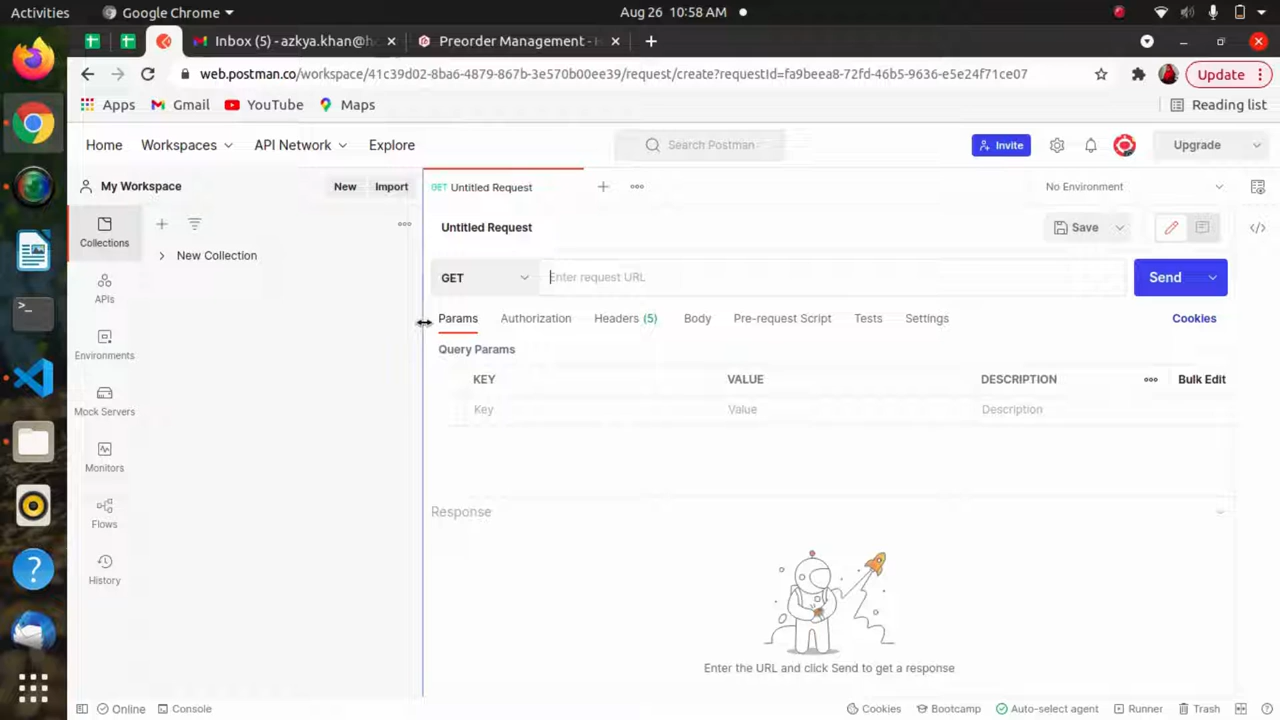 Activities Google Chrome Aug 26 10:58 AM
Inbox (5) - azkya.khan@h Preorder Management -
web.postman.co/workspace/41c39d02-8ba6-4879-867b-3e570b00ee39/request/create?requestId=fa9beea8-72fd-46b5-9636-e5e24f71ce07 Update
Apps Gmail YouTube Maps Reading list
Home Workspaces API Network Explore Search Postman Invite Upgrade
My Workspace New Import GET Untitled Request No Environment
Collections
New Collection
APIs
Environments
Mock Servers
Monitors
Flows
History
Untitled Request Save
GET Enter request URL Send
Params Authorization Headers (5) Body Pre-request Script Tests Settings Cookies
Query Params
KEY VALUE DESCRIPTION Bulk Edit
Key Value Description
Response
Enter the URL and click Send to get a response
Online Console Cookies Bootcamp Auto-select agent Runner Trash